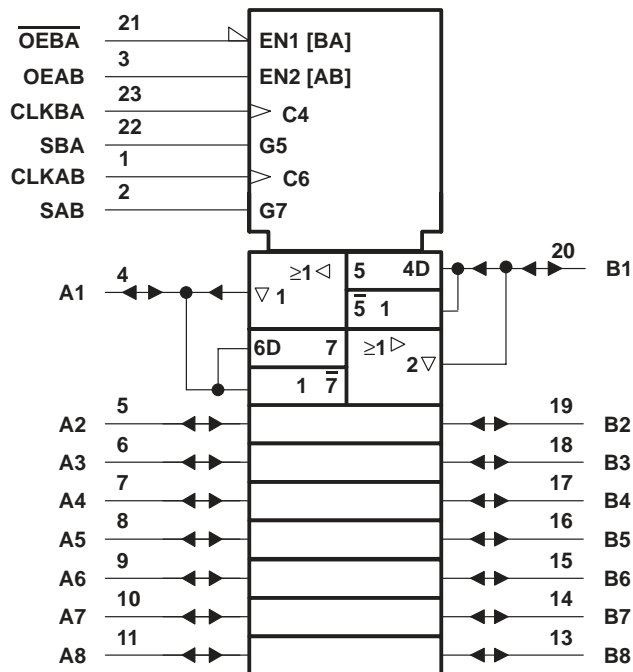 21
O̅E̅B̅A̅ EN1 [BA]
3
OEAB EN2 [AB]
23
CLKBA C4
22
SBA G5
1
CLKAB C6
2
SAB G7
4 ≥1 ◁ 5 4D 20
A1 ▽ 1 5̅ 1 B1
6D 7 ≥1 ▷
1 7̅ 2 ▽
5 19
A2 B2
6 18
A3 B3
7 17
A4 B4
8 16
A5 B5
9 15
A6 B6
10 14
A7 B7
11 13
A8 B8